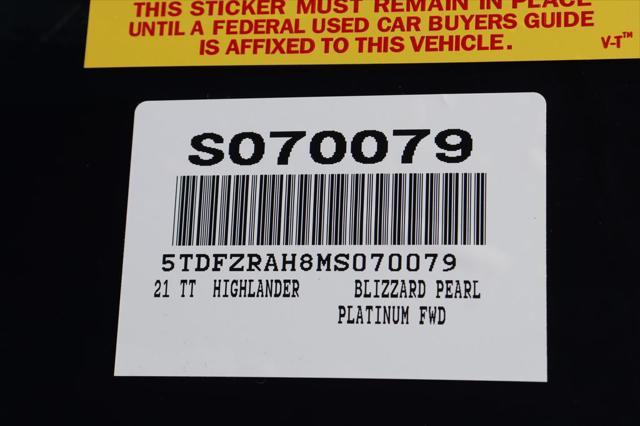 THIS STICKER MUST REMAIN IN PLACE
UNTIL A FEDERAL USED CAR BUYERS GUIDE
IS AFFIXED TO THIS VEHICLE. V-T™
S070079
5TDFZRAH8MS070079
21 TT HIGHLANDER BLIZZARD PEARL
PLATINUM FWD